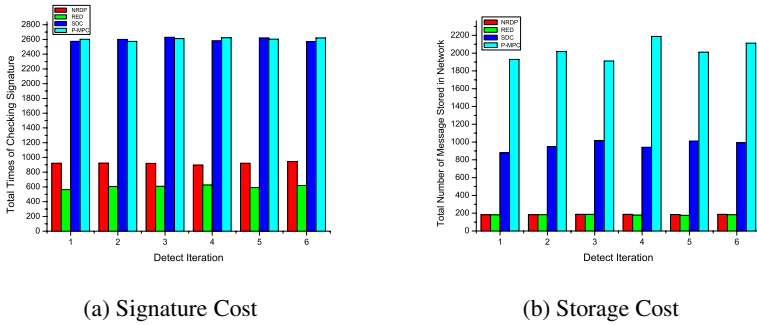 NRDP
RED
SDC
P-MPC
2800
2600
2400
2200
2000
1800
1600
1400
1200
1000
800
600
400
200
0
Total Times of Checking Signature
1 2 3 4 5 6
Detect Iteration
(a) Signature Cost
NRDP
RED
SDC
P-MPC
2200
2000
1800
1600
1400
1200
1000
800
600
400
200
0
Total Number of Message Stored in Network
1 2 3 4 5 6
Detect Iteration
(b) Storage Cost